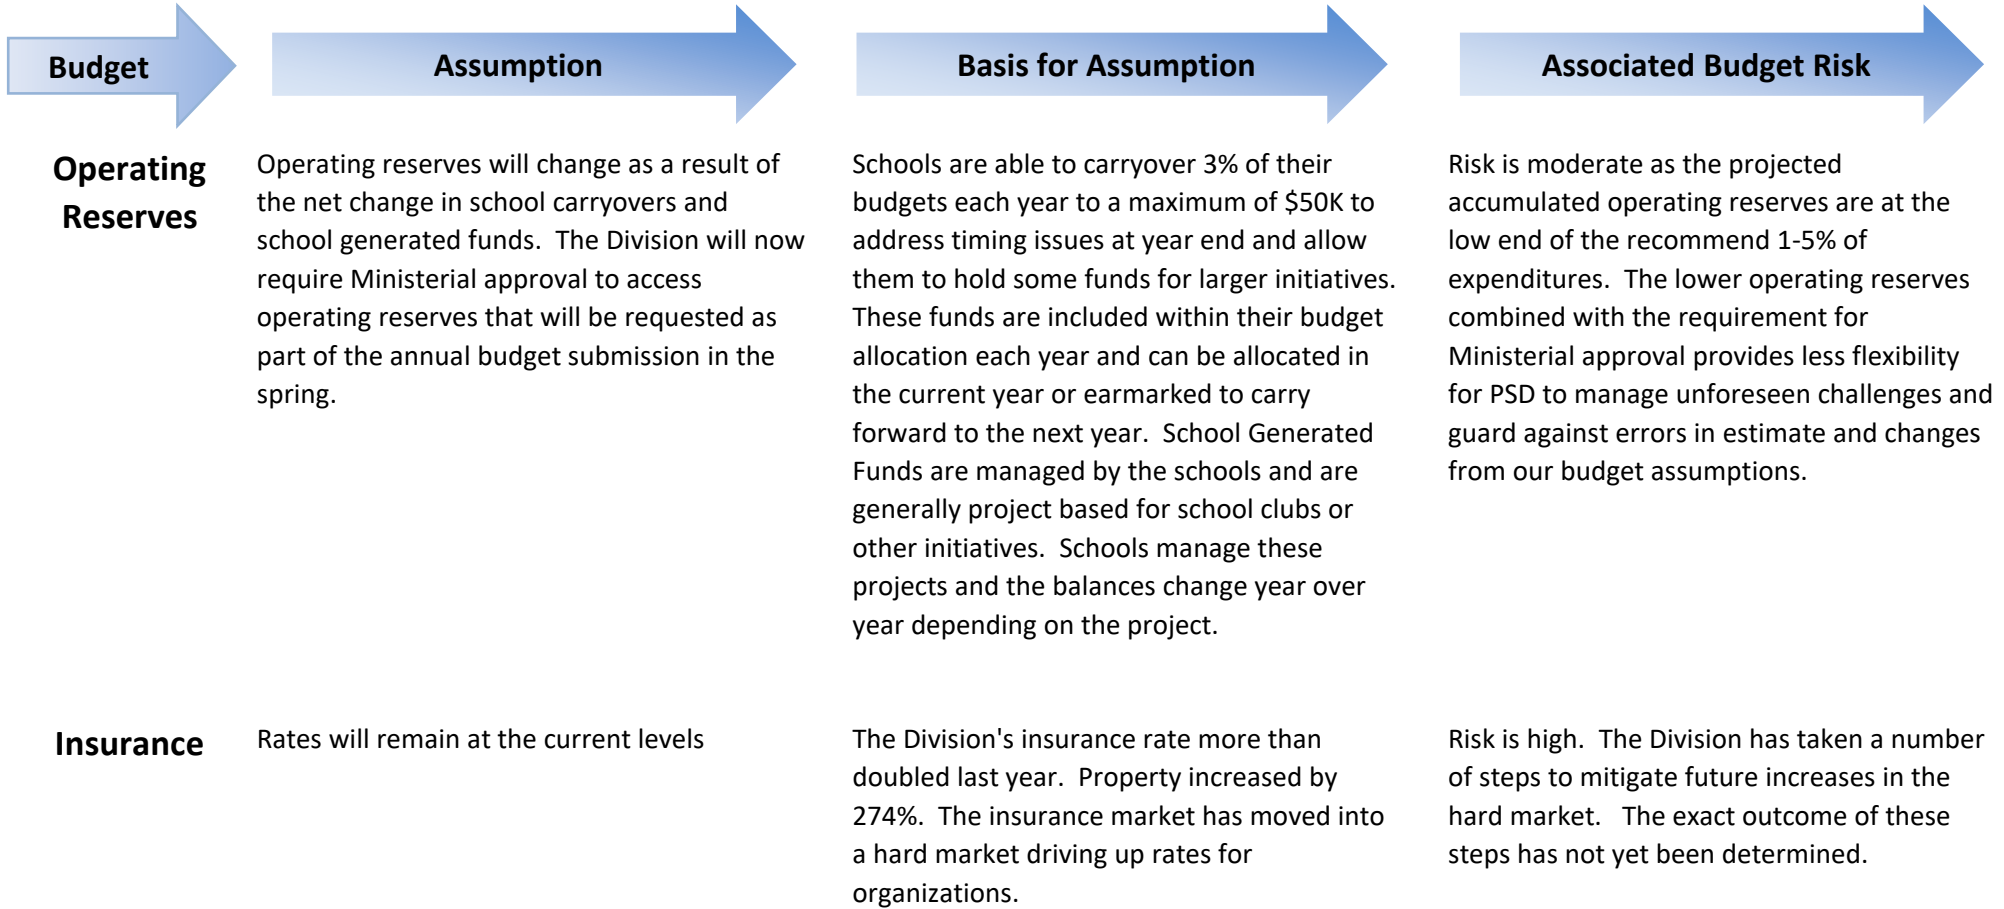 Budget
Assumption
Basis for Assumption
Associated Budget Risk
Operating
Reserves
Operating reserves will change as a result of
the net change in school carryovers and
school generated funds.  The Division will now
require Ministerial approval to access
operating reserves that will be requested as
part of the annual budget submission in the
spring.
Schools are able to carryover 3% of their
budgets each year to a maximum of $50K to
address timing issues at year end and allow
them to hold some funds for larger initiatives.
These funds are included within their budget
allocation each year and can be allocated in
the current year or earmarked to carry
forward to the next year.  School Generated
Funds are managed by the schools and are
generally project based for school clubs or
other initiatives.  Schools manage these
projects and the balances change year over
year depending on the project.
Risk is moderate as the projected
accumulated operating reserves are at the
low end of the recommend 1-5% of
expenditures.  The lower operating reserves
combined with the requirement for
Ministerial approval provides less flexibility
for PSD to manage unforeseen challenges and
guard against errors in estimate and changes
from our budget assumptions.
Insurance
Rates will remain at the current levels
The Division's insurance rate more than
doubled last year.  Property increased by
274%.  The insurance market has moved into
a hard market driving up rates for
organizations.
Risk is high.  The Division has taken a number
of steps to mitigate future increases in the
hard market.   The exact outcome of these
steps has not yet been determined.